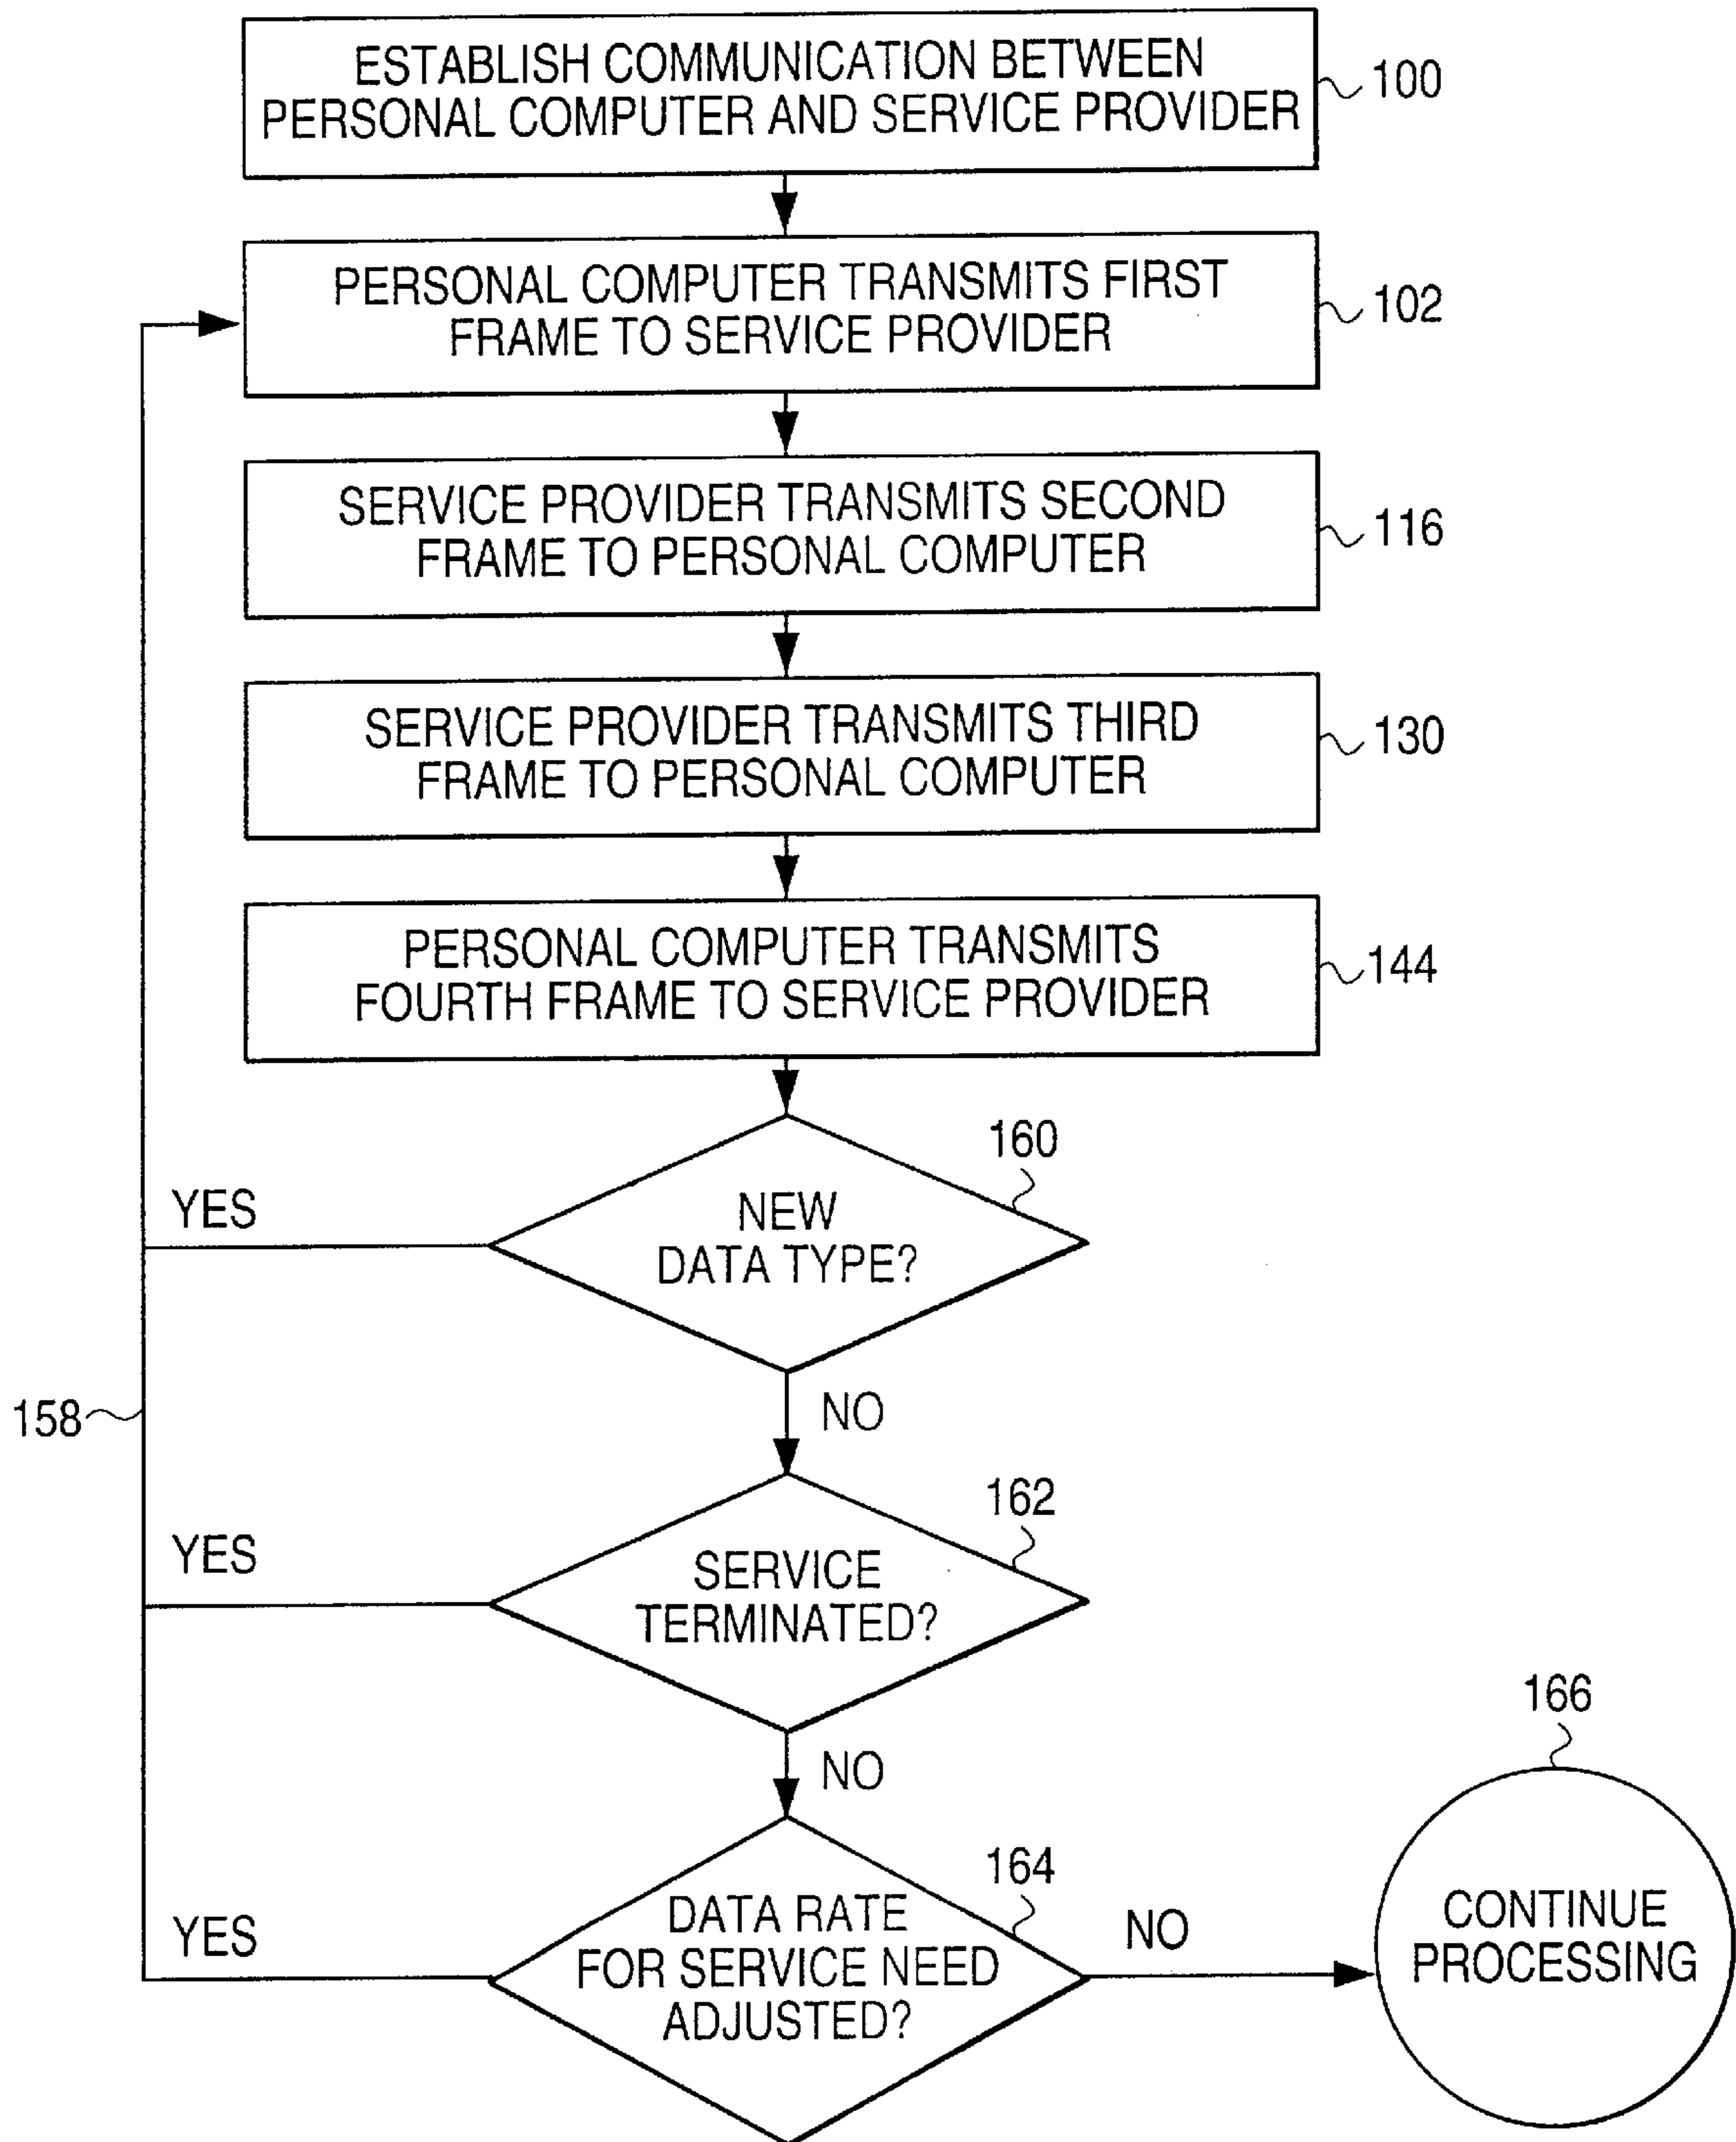 ESTABLISH COMMUNICATION BETWEEN
PERSONAL COMPUTER AND SERVICE PROVIDER
100
PERSONAL COMPUTER TRANSMITS FIRST
FRAME TO SERVICE PROVIDER
102
SERVICE PROVIDER TRANSMITS SECOND
FRAME TO PERSONAL COMPUTER
116
SERVICE PROVIDER TRANSMITS THIRD
FRAME TO PERSONAL COMPUTER
130
PERSONAL COMPUTER TRANSMITS
FOURTH FRAME TO SERVICE PROVIDER
144
160
YES
NEW
DATA TYPE?
158
NO
162
YES
SERVICE
TERMINATED?
NO
164
YES
DATA RATE
FOR SERVICE NEED
ADJUSTED?
NO
166
CONTINUE
PROCESSING